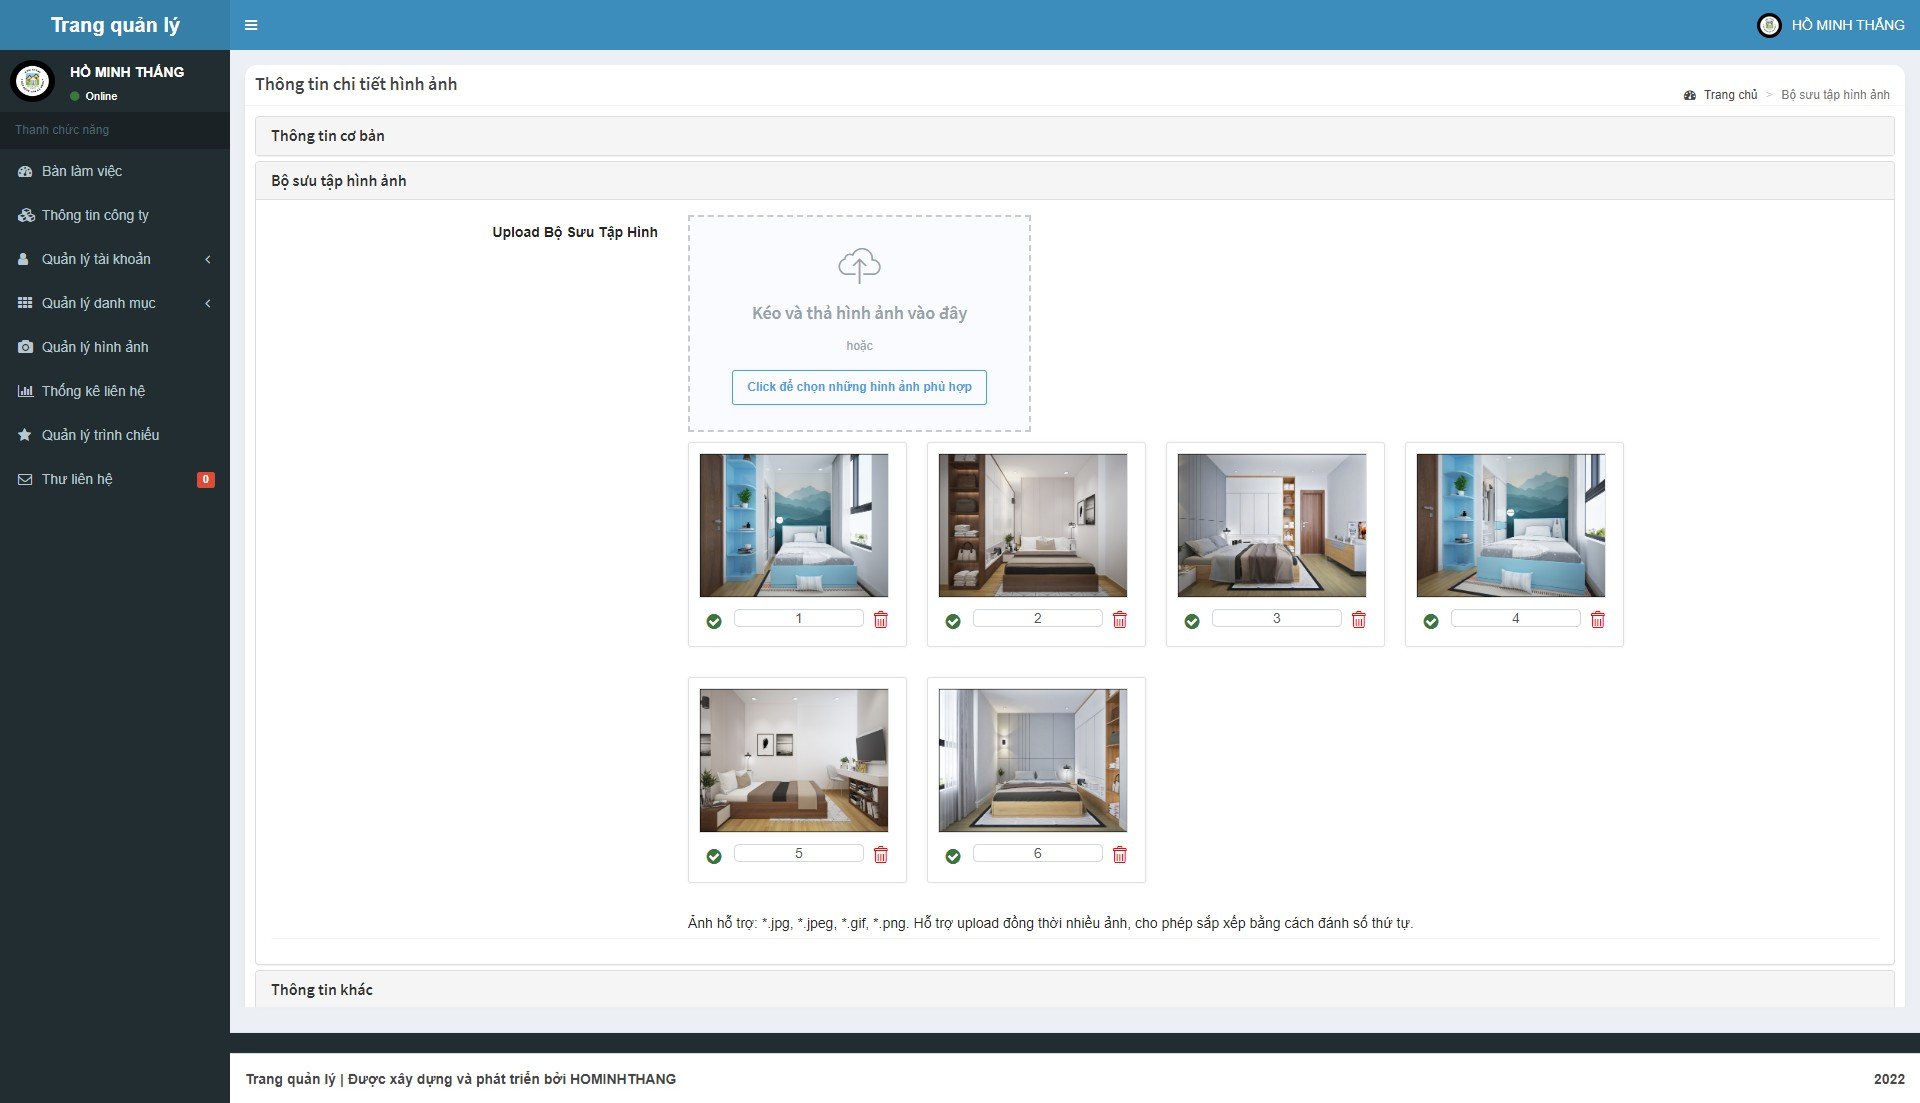 Trang quản lý
HỒ MINH THẮNG
HỒ MINH THẮNG
Online
Thanh chức năng
Bàn làm việc
Thông tin công ty
Quản lý tài khoản
Quản lý danh mục
Quản lý hình ảnh
Thống kê liên hệ
Quản lý trình chiếu
Thư liên hệ 0
Thông tin chi tiết hình ảnh
Trang chủ > Bộ sưu tập hình ảnh
Thông tin cơ bản
Bộ sưu tập hình ảnh
Upload Bộ Sưu Tập Hình
Kéo và thả hình ảnh vào đây
hoặc
Click để chọn những hình ảnh phù hợp
1 2 3 4
5 6
Ảnh hỗ trợ: *.jpg, *.jpeg, *.gif, *.png. Hỗ trợ upload đồng thời nhiều ảnh, cho phép sắp xếp bằng cách đánh số thứ tự.
Thông tin khác
Trang quản lý | Được xây dựng và phát triển bởi HOMINHTHANG
2022